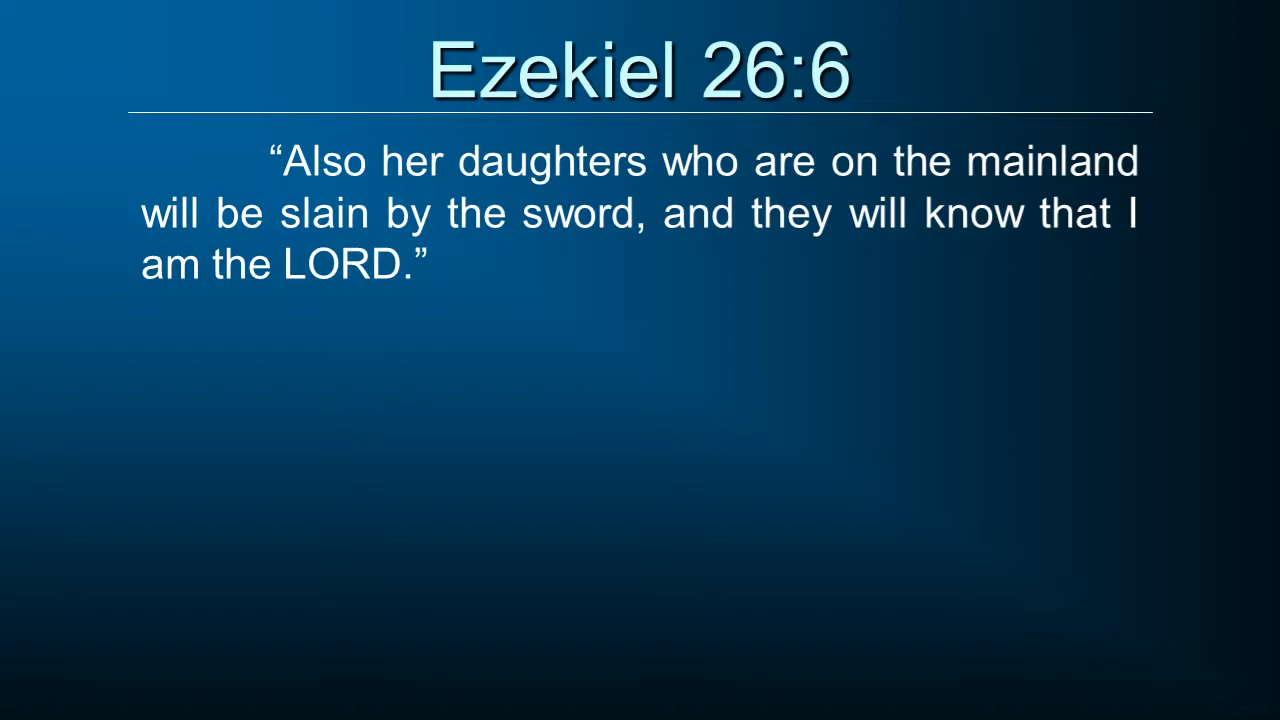 Ezekiel 26:6
“Also her daughters who are on the mainland
will be slain by the sword, and they will know that I
am the LORD.”